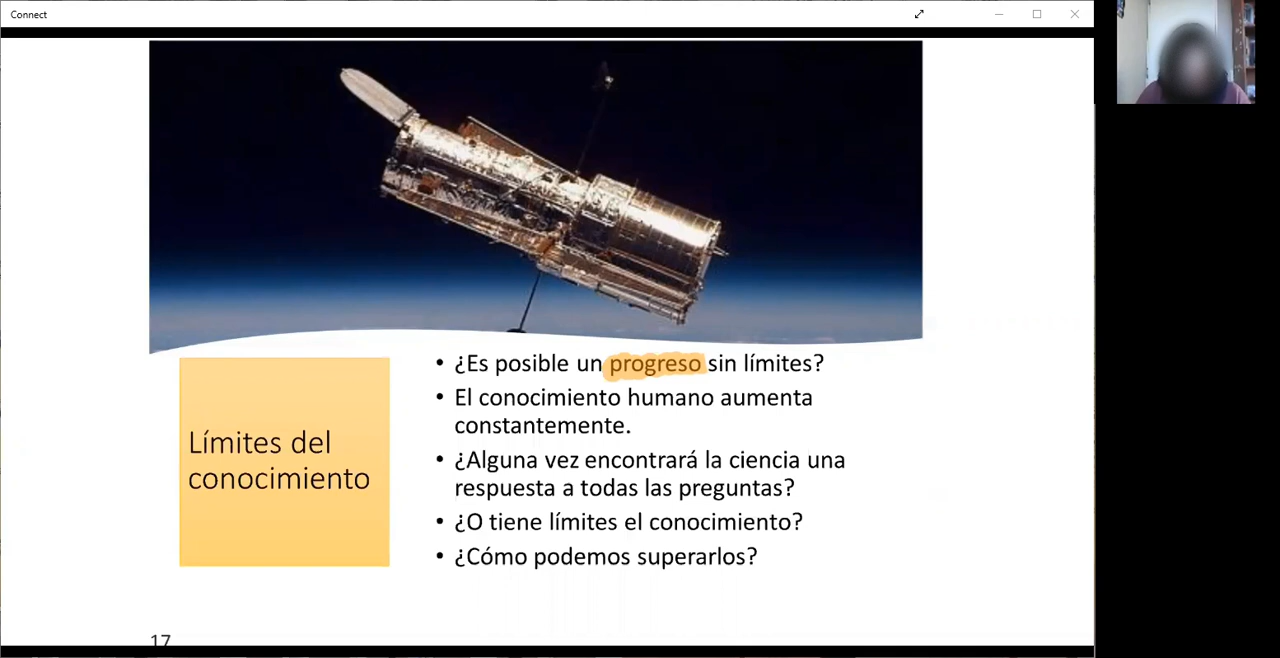 Connect
• ¿Es posible un progreso sin límites?
• El conocimiento humano aumenta
constantemente.
• ¿Alguna vez encontrará la ciencia una
respuesta a todas las preguntas?
• ¿O tiene límites el conocimiento?
• ¿Cómo podemos superarlos?
Límites del
conocimiento
17